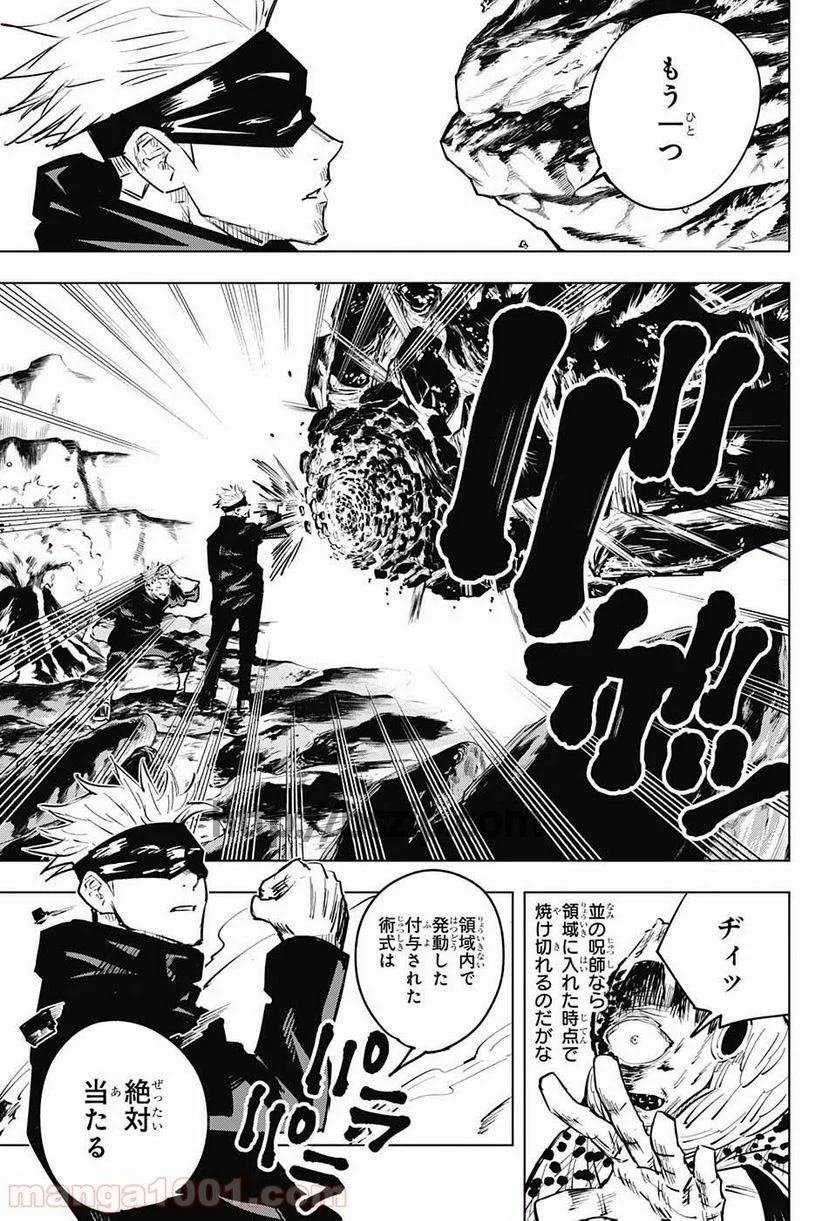 もう一つ
ドガッ
ヂィッ
並の呪師なら
領域に入れた時点で
焼け切れるのだがな
領域内で
発動した
付与された
術式は
パラパラ
絶対
当たる
manga1001.com